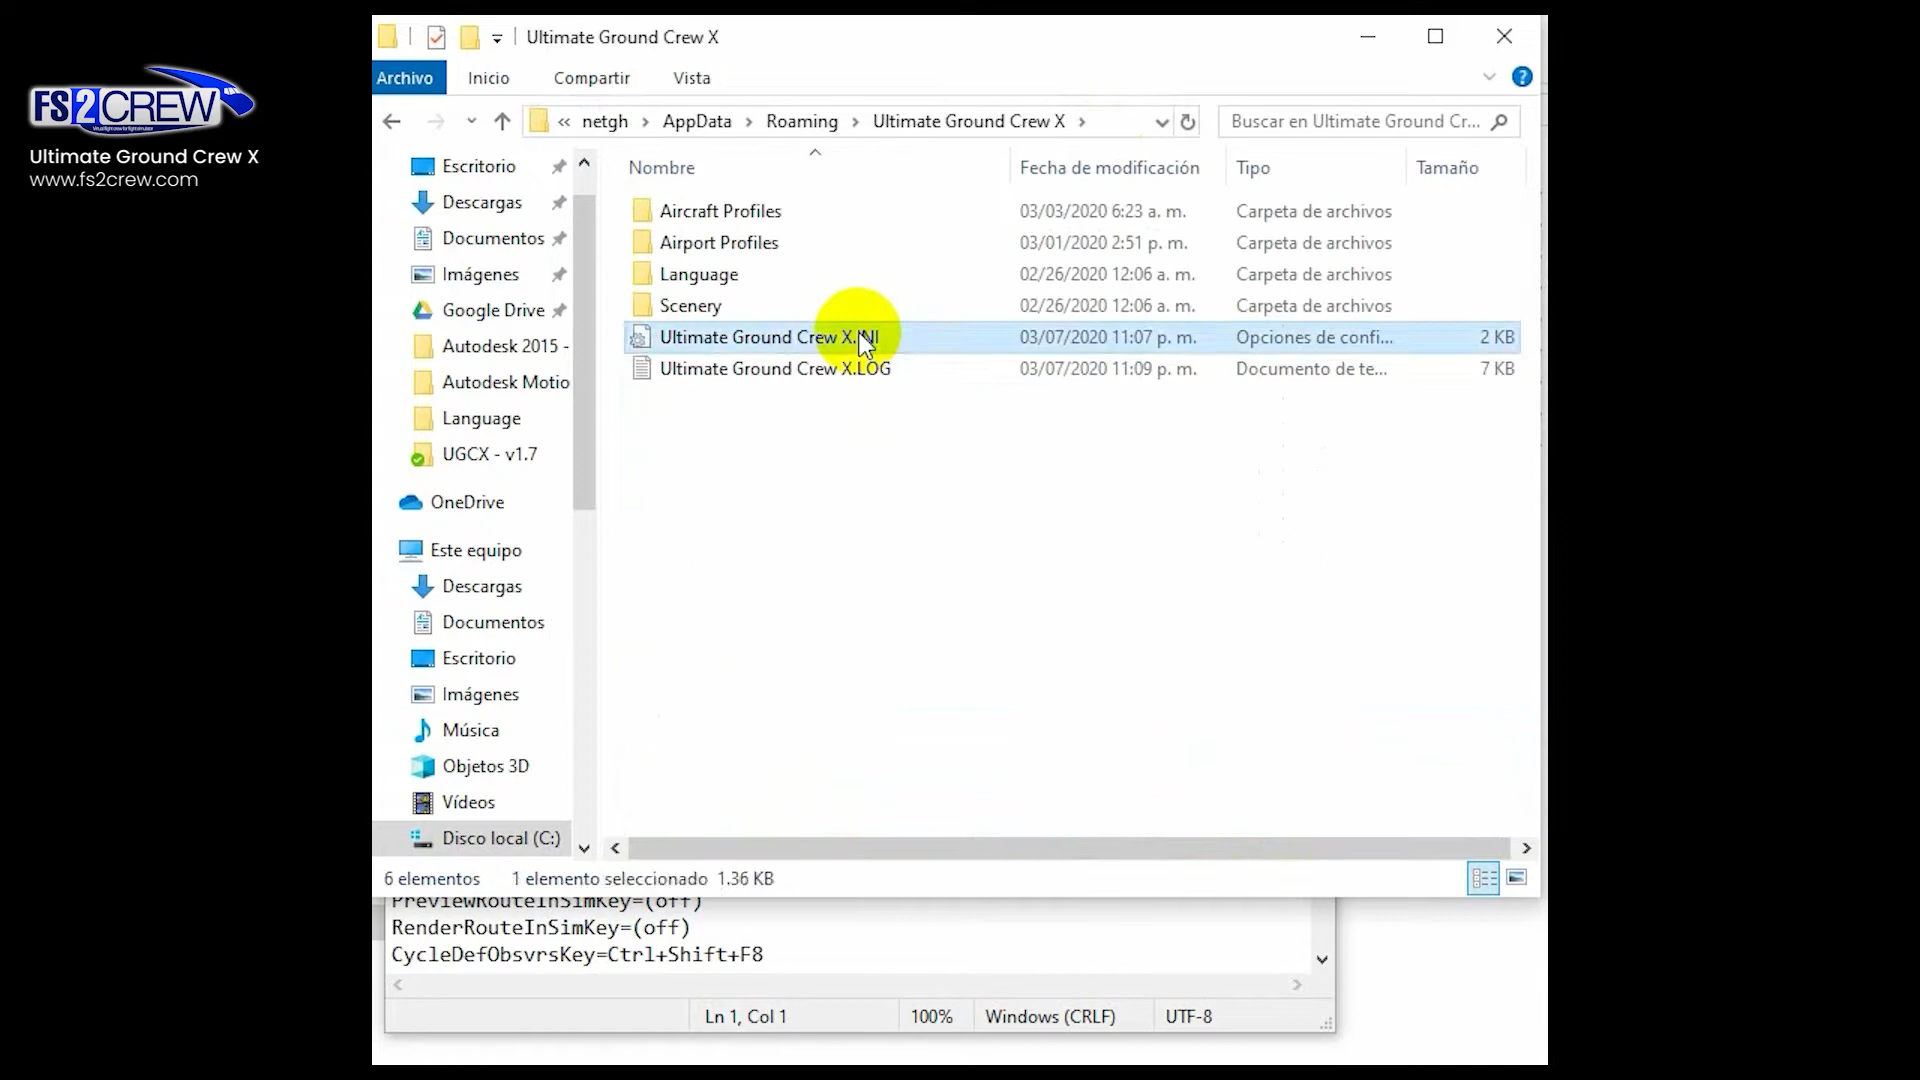 FS2CREW
Ultimate Ground Crew X
www.fs2crew.com
Ultimate Ground Crew X
Archivo Inicio Compartir Vista
« netgh > AppData > Roaming > Ultimate Ground Crew X >
Buscar en Ultimate Ground Cr...
Escritorio
Descargas
Documentos
Imágenes
Google Drive
Autodesk 2015 -
Autodesk Motio
Language
UGCX - v1.7
OneDrive
Este equipo
Descargas
Documentos
Escritorio
Imágenes
Música
Objetos 3D
Vídeos
Disco local (C:)
Nombre Fecha de modificación Tipo Tamaño
Aircraft Profiles 03/03/2020 6:23 a. m. Carpeta de archivos
Airport Profiles 03/01/2020 2:51 p. m. Carpeta de archivos
Language 02/26/2020 12:06 a. m. Carpeta de archivos
Scenery 02/26/2020 12:06 a. m. Carpeta de archivos
Ultimate Ground Crew X.INI 03/07/2020 11:07 p. m. Opciones de confi... 2 KB
Ultimate Ground Crew X.LOG 03/07/2020 11:09 p. m. Documento de te... 7 KB
6 elementos 1 elemento seleccionado 1.36 KB
PreviewRouteInSimKey=(off)
RenderRouteInSimKey=(off)
CycleDefObsvrsKey=Ctrl+Shift+F8
Ln 1, Col 1 100% Windows (CRLF) UTF-8